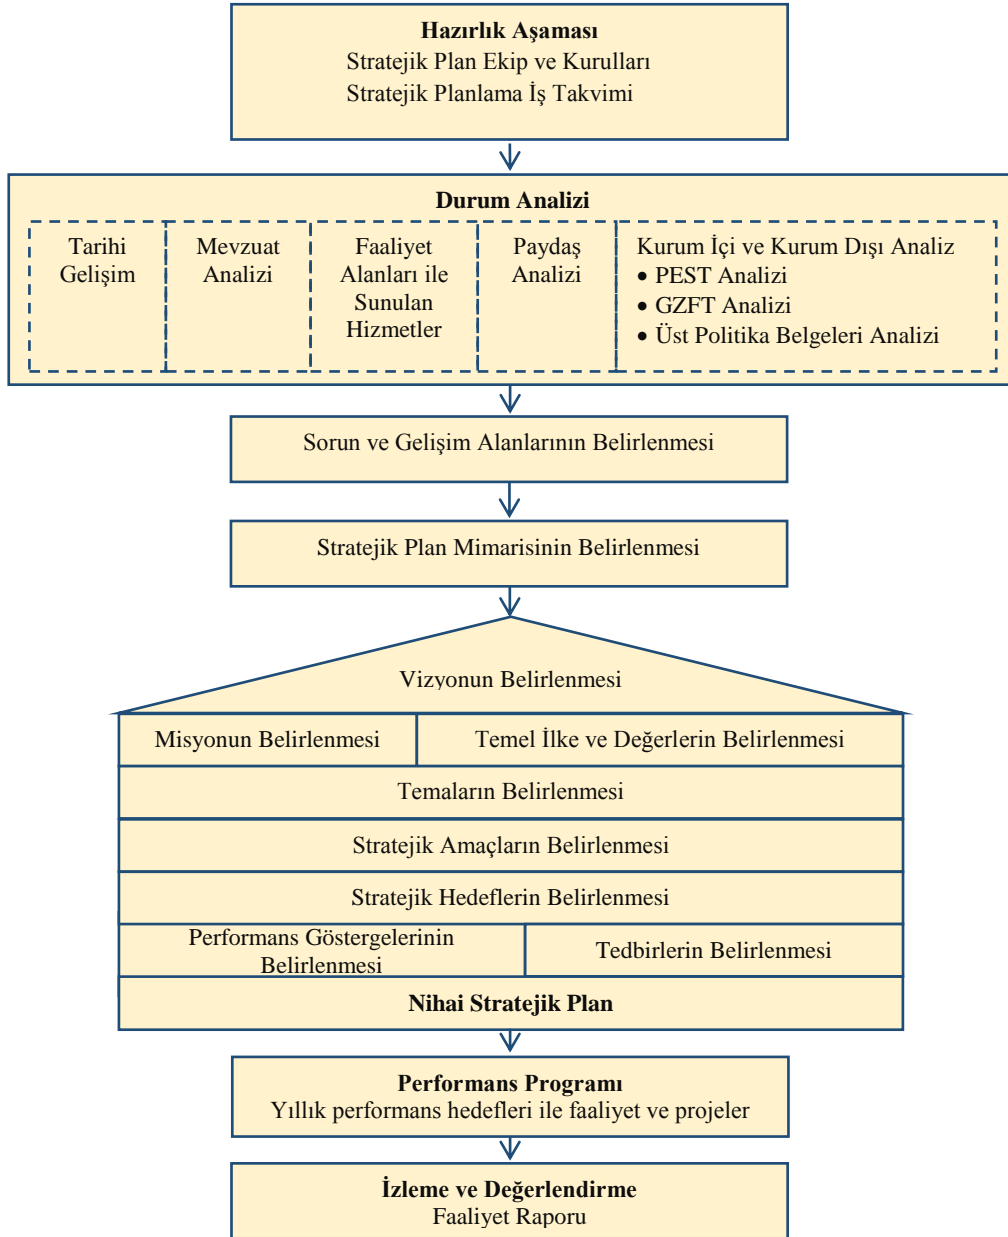 Hazırlık Aşaması
Stratejik Plan Ekip ve Kurulları
Stratejik Planlama İş Takvimi
Durum Analizi
Tarihi
Gelişim
Mevzuat
Analizi
Faaliyet
Alanları ile
Sunulan
Hizmetler
Paydaş
Analizi
Kurum İçi ve Kurum Dışı Analiz
• PEST Analizi
• GZFT Analizi
• Üst Politika Belgeleri Analizi
Sorun ve Gelişim Alanlarının Belirlenmesi
Stratejik Plan Mimarisinin Belirlenmesi
Vizyonun Belirlenmesi
Misyonun Belirlenmesi
Temel İlke ve Değerlerin Belirlenmesi
Temaların Belirlenmesi
Stratejik Amaçların Belirlenmesi
Stratejik Hedeflerin Belirlenmesi
Performans Göstergelerinin
Belirlenmesi
Tedbirlerin Belirlenmesi
Nihai Stratejik Plan
Performans Programı
Yıllık performans hedefleri ile faaliyet ve projeler
İzleme ve Değerlendirme
Faaliyet Raporu